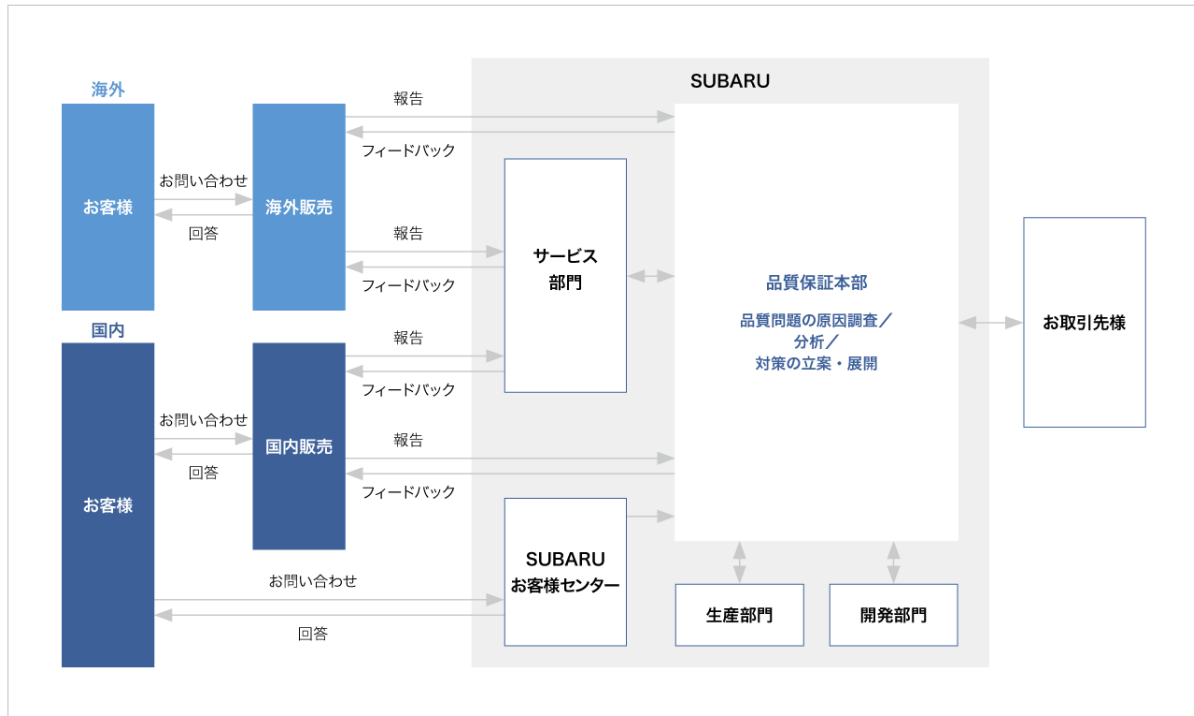 SUBARU
海外
報告
フィードバック
お問い合わせ
お客様
海外販売
回答
報告
フィードバック
サービス
部門
品質保証本部
品質問題の原因調査／
分析／
対策の立案・展開
お取引先様
国内
報告
フィードバック
お問い合わせ
国内販売
回答
報告
フィードバック
お客様
SUBARU
お客様センター
お問い合わせ
回答
生産部門
開発部門